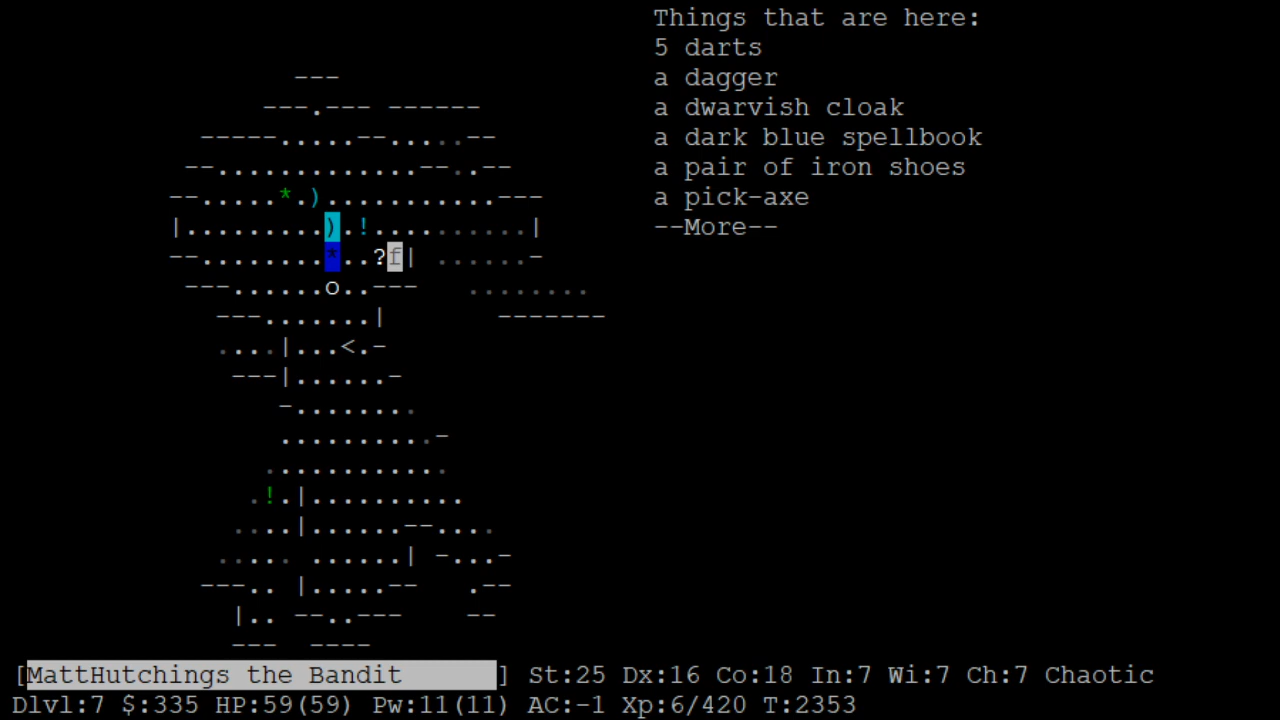 Things that are here:
5 darts
a dagger
a dwarvish cloak
a dark blue spellbook
a pair of iron shoes
a pick-axe
--More--
---
---.--- ------
-----.....--.....--
--.............--..--
--.....*.)...........---
|.........).!..........|
--........*..?f| ......-
---......o..--- ........
---.......| -------
....|...<.-
---|......-
-........
..........-
............
.!.|..........
....|......--....
..... ......| -...-
---.. |.....-- .--
|.. --..--- --
--- ----
[MattHutchings the Bandit ] St:25 Dx:16 Co:18 In:7 Wi:7 Ch:7 Chaotic
Dlvl:7 $:335 HP:59(59) Pw:11(11) AC:-1 Xp:6/420 T:2353